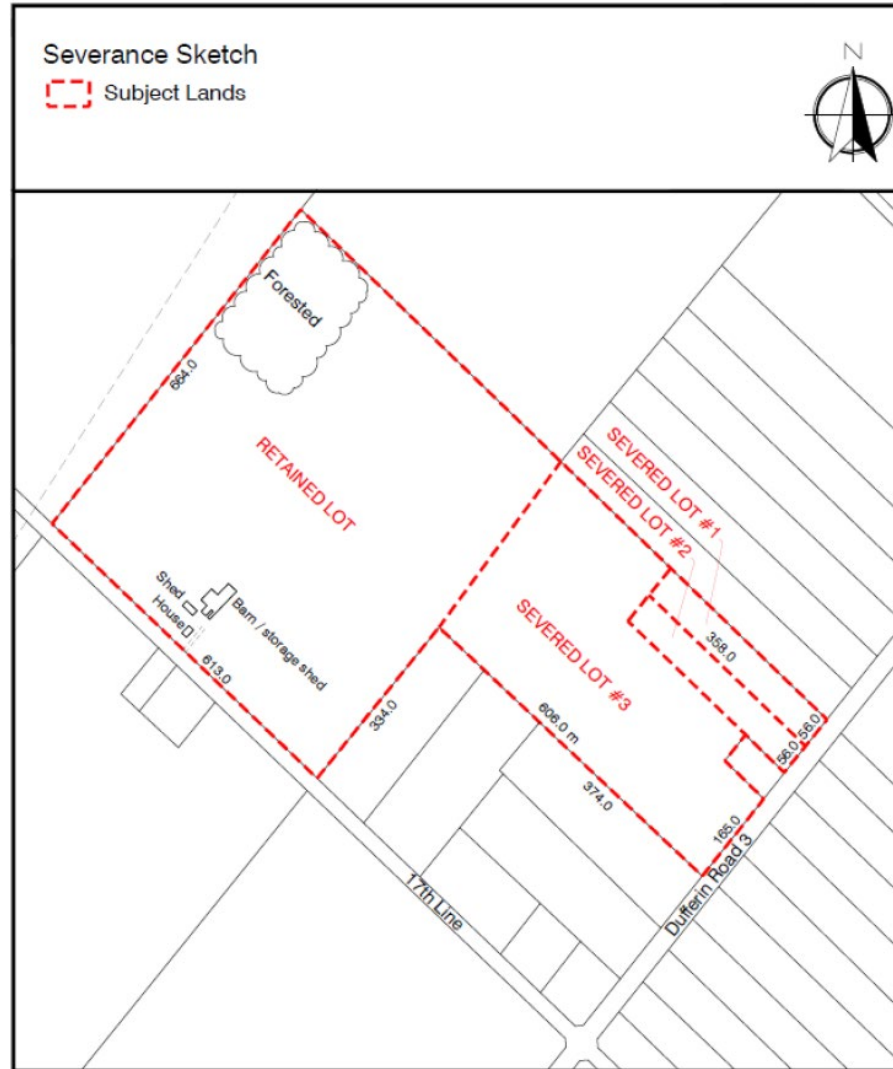 Severance Sketch
Subject Lands
N
Forested
664.0
RETAINED LOT
SEVERED LOT #1
SEVERED LOT #2
358.0
Shed
House
Barn / storage shed
613.0
334.0
SEVERED LOT #3
606.0 m
374.0
56.0
56.0
165.0
Dufferin Road 3
17th Line